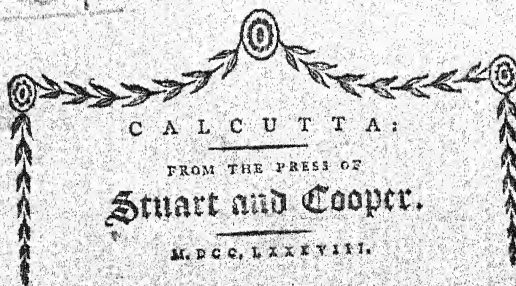 CALCUTTA:
FROM THE PRESS OF
Stuart and Cooper.
M.DCC,LXXXVIII.